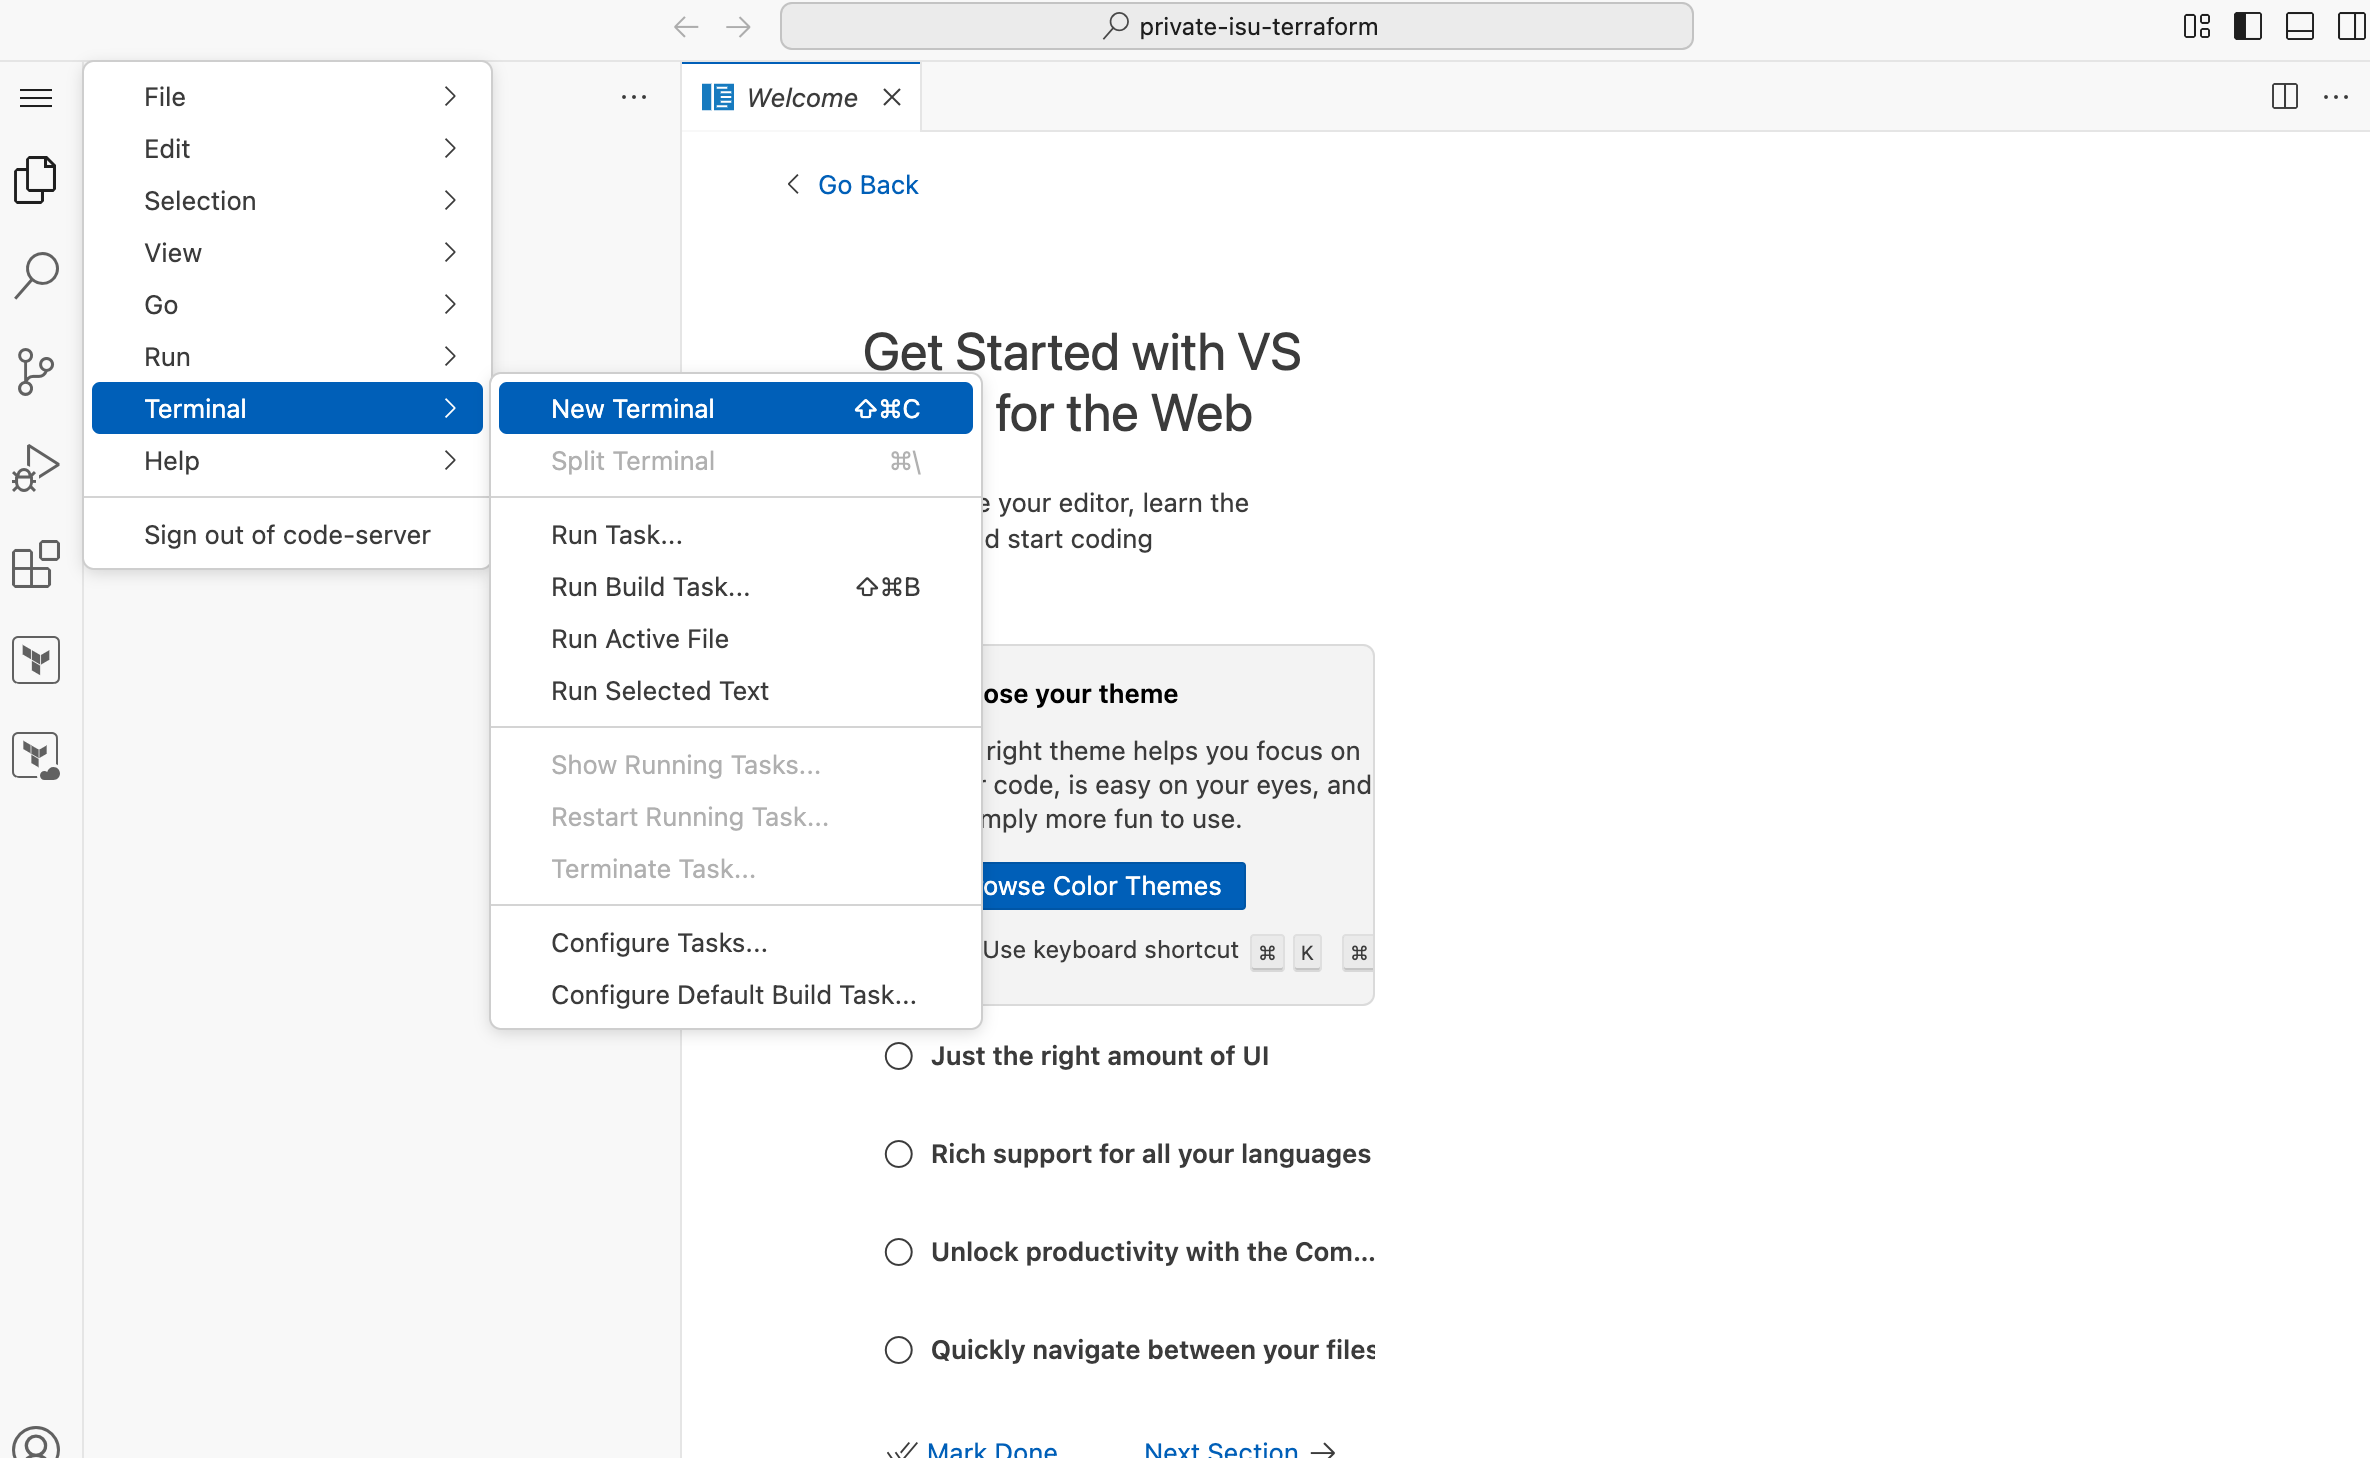 private-isu-terraform
File
Edit
Selection
View
Go
Run
Terminal
Help
Sign out of code-server
New Terminal ⇧⌘C
Split Terminal ⌘\
Run Task...
Run Build Task... ⇧⌘B
Run Active File
Run Selected Text
Show Running Tasks...
Restart Running Task...
Terminate Task...
Configure Tasks...
Configure Default Build Task...
Welcome
Go Back
Get Started with VS
for the Web
your editor, learn the
start coding
your theme
right theme helps you focus on
code, is easy on your eyes, and
more fun to use.
Color Themes
Use keyboard shortcut ⌘ K ⌘
Just the right amount of UI
Rich support for all your languages
Unlock productivity with the Com...
Quickly navigate between your files
Mark Done
Next Section →